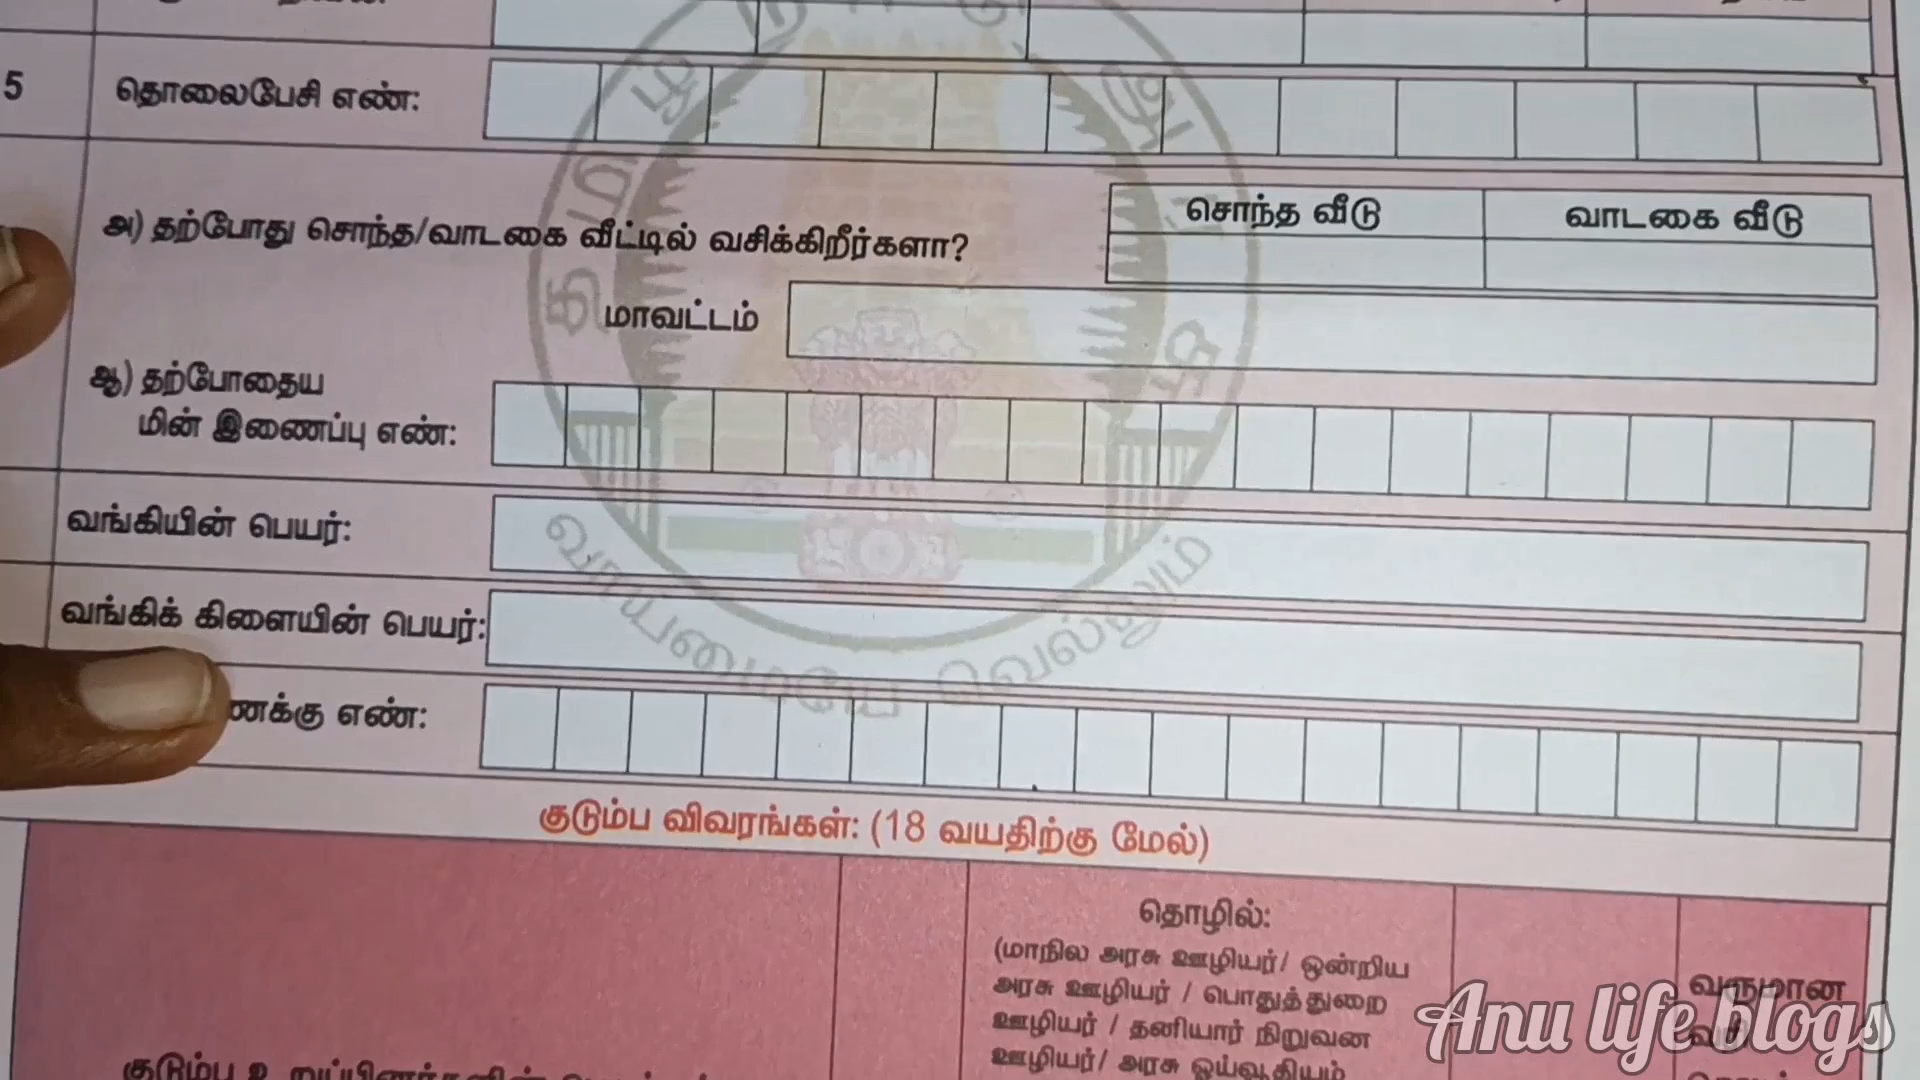 5 தொலைபேசி எண்:
அ) தற்போது சொந்த/வாடகை வீட்டில் வசிக்கிறீர்களா?
சொந்த வீடு வாடகை வீடு
மாவட்டம்
ஆ) தற்போதைய
மின் இணைப்பு எண்:
வங்கியின் பெயர்:
வங்கிக் கிளையின் பெயர்:
ணக்கு எண்:
வாய்மையே வெல்லும்
குடும்ப விவரங்கள்: (18 வயதிற்கு மேல்)
தொழில்:
(மாநில அரசு ஊழியர்/ ஒன்றிய
அரசு ஊழியர் / பொதுத்துறை
ஊழியர் / தனியார் நிறுவன
ஊழியர்/ அரசு ஓய்வூதியம்
வருமான
Anu life blogs